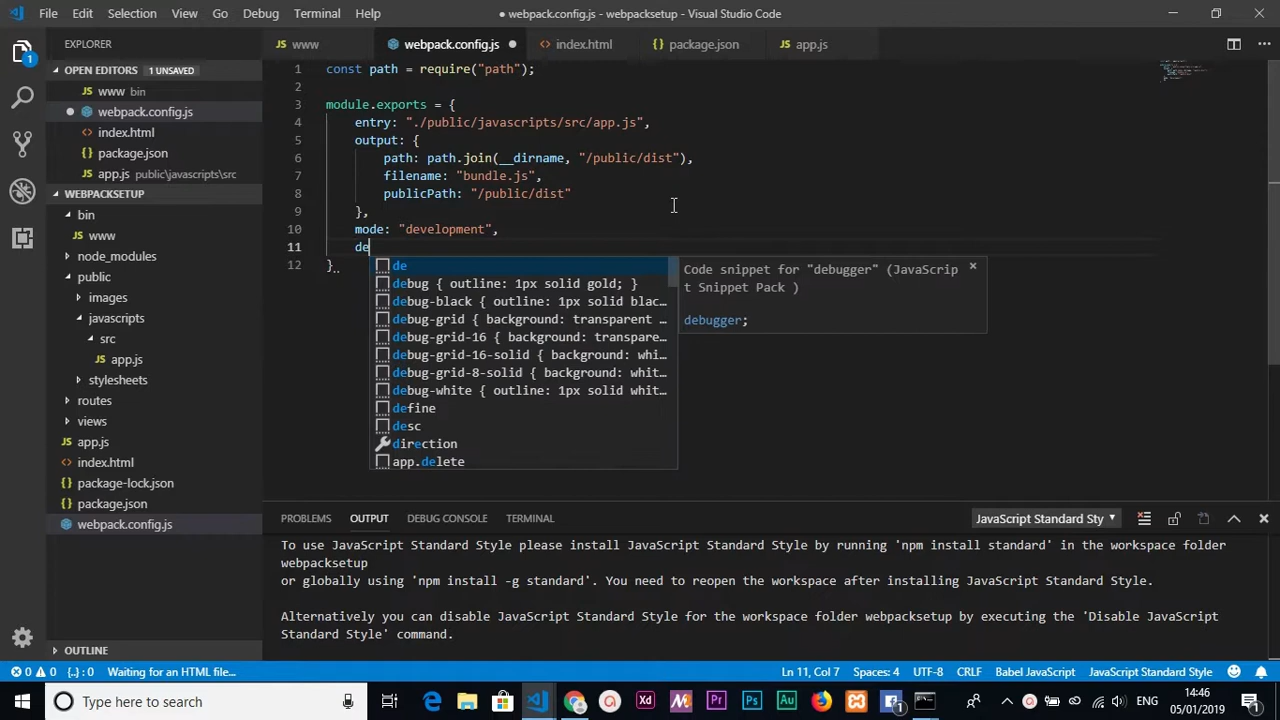 File Edit Selection View Go Debug Terminal Help
● webpack.config.js - webpacksetup - Visual Studio Code
EXPLORER
OPEN EDITORS 1 UNSAVED
www bin
webpack.config.js
index.html
package.json
app.js public\javascripts\src
WEBPACKSETUP
bin
www
node_modules
public
images
javascripts
src
app.js
stylesheets
routes
views
app.js
index.html
package-lock.json
package.json
webpack.config.js
OUTLINE
www webpack.config.js index.html package.json app.js
1 const path = require("path");
2
3 module.exports = {
4 entry: "./public/javascripts/src/app.js",
5 output: {
6 path: path.join(__dirname, "/public/dist"),
7 filename: "bundle.js",
8 publicPath: "/public/dist"
9 },
10 mode: "development",
11 de
12 }
de
debug { outline: 1px solid gold; }
debug-black { outline: 1px solid blac…
debug-grid { background: transparent …
debug-grid-16 { background: transpare…
debug-grid-16-solid { background: whi…
debug-grid-8-solid { background: whit…
debug-white { outline: 1px solid whit…
define
desc
direction
app.delete
Code snippet for "debugger" (JavaScrip
t Snippet Pack )
debugger;
PROBLEMS OUTPUT DEBUG CONSOLE TERMINAL
JavaScript Standard Sty
To use JavaScript Standard Style please install JavaScript Standard Style by running 'npm install standard' in the workspace folder
webpacksetup
or globally using 'npm install -g standard'. You need to reopen the workspace after installing JavaScript Standard Style.
Alternatively you can disable JavaScript Standard Style for the workspace folder webpacksetup by executing the 'Disable JavaScript
Standard Style' command.
0 0 {..} : 0 Waiting for an HTML file...
Ln 11, Col 7 Spaces: 4 UTF-8 CRLF Babel JavaScript JavaScript Standard Style 1
Type here to search
ENG
14:46
05/01/2019